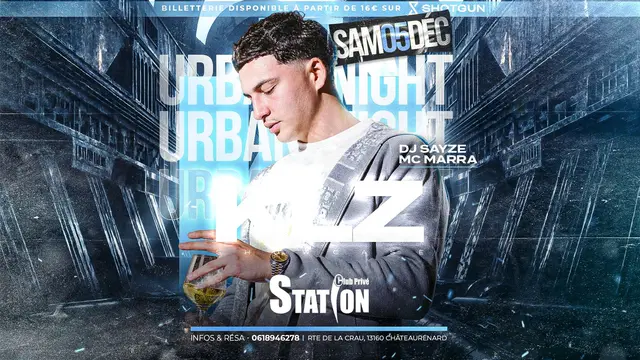 BILLETTERIE DISPONIBLE À PARTIR DE 16€ SUR SHOTGUN
SAM05DÉC
URBAN NIGHT
URBAN NIGHT
DJ SAYZE
MC MARRA
KLZ
Club Privé
STATION
INFOS & RÉSA - 0618946278 | RTE DE LA CRAU, 13160 CHÂTEAURENARD